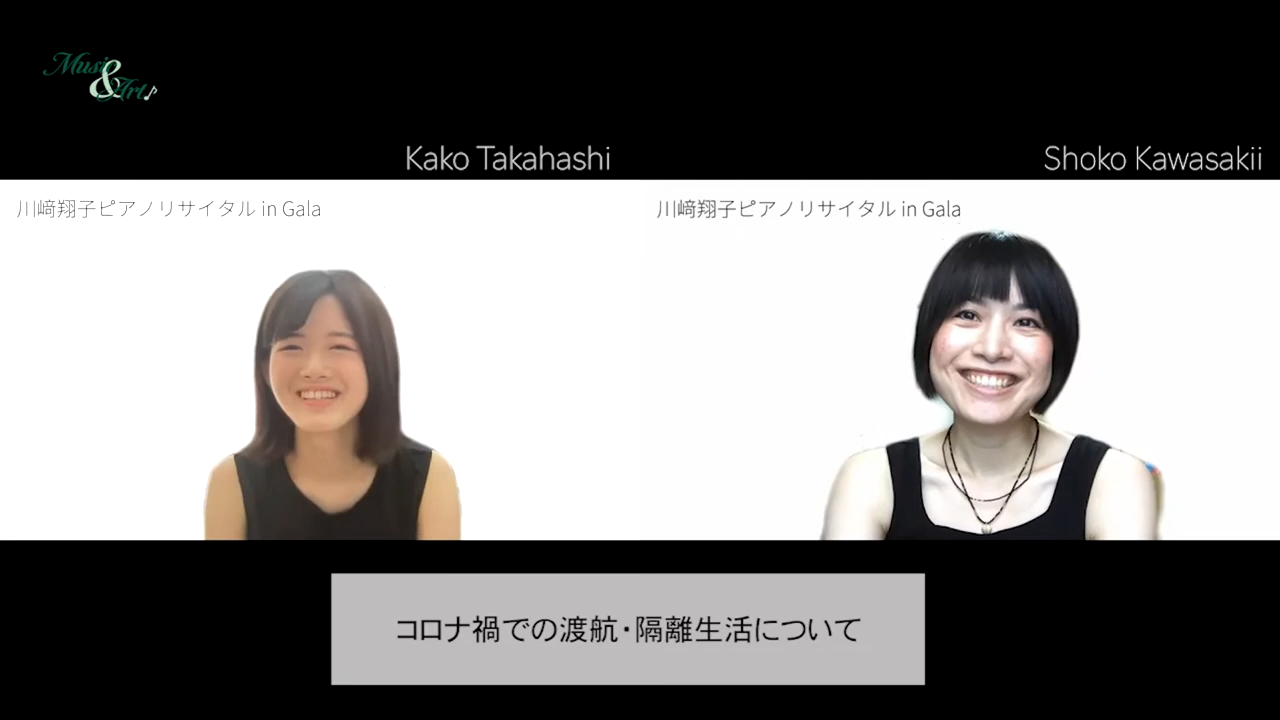 Music
&
Art♪
Kako Takahashi
Shoko Kawasakii
川﨑翔子ピアノリサイタル in Gala
川﨑翔子ピアノリサイタル in Gala
コロナ禍での渡航・隔離生活について